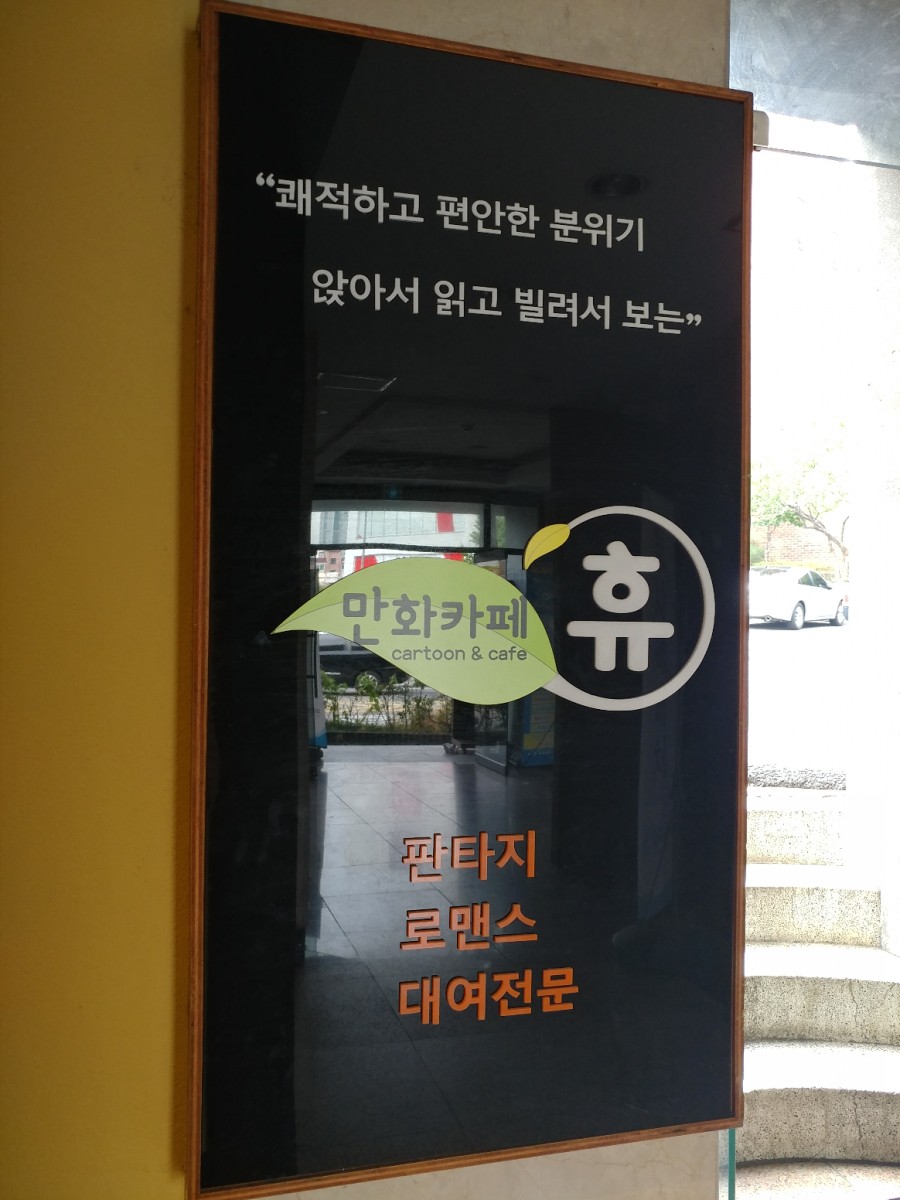 “쾌적하고 편안한 분위기
앉아서 읽고 빌려서 보는”
만화카페
cartoon & cafe
휴
판타지
로맨스
대여전문